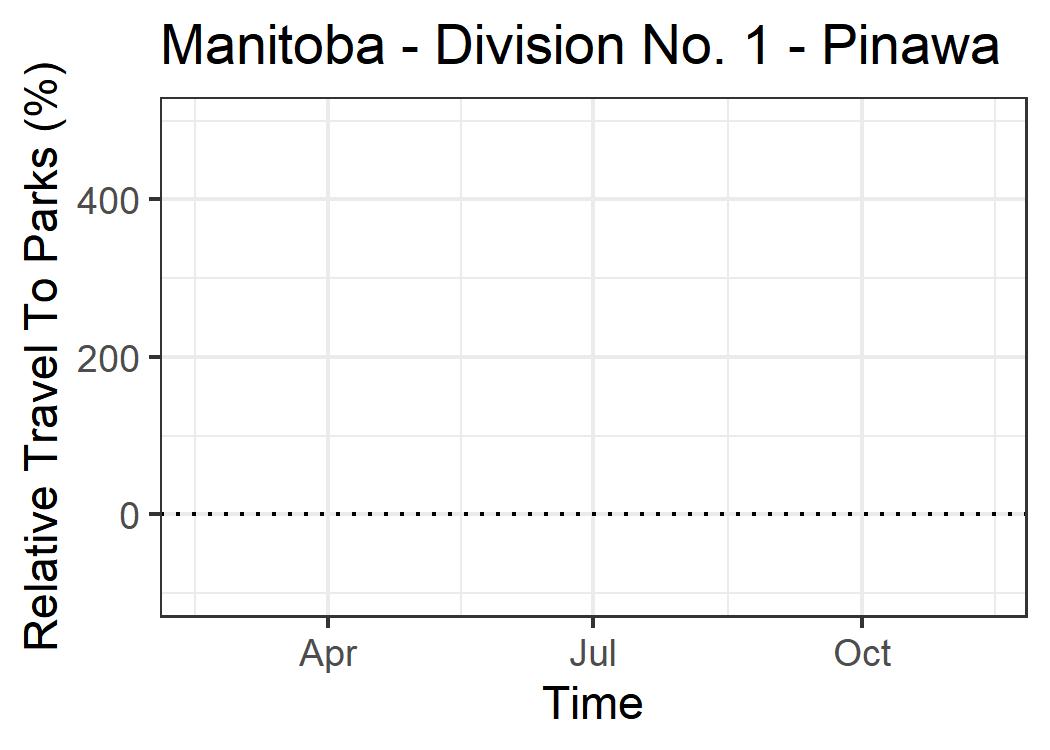 Manitoba - Division No. 1 - Pinawa
Relative Travel To Parks (%)
400
200
0
Apr Jul Oct
Time